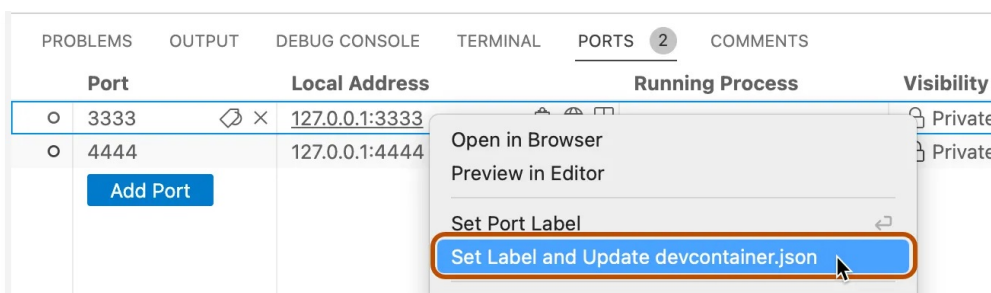 PROBLEMS OUTPUT DEBUG CONSOLE TERMINAL PORTS 2 COMMENTS
Port Local Address Running Process Visibility
3333 127.0.0.1:3333 Private
4444 127.0.0.1:4444 Private
Add Port
Open in Browser
Preview in Editor
Set Port Label
Set Label and Update devcontainer.json